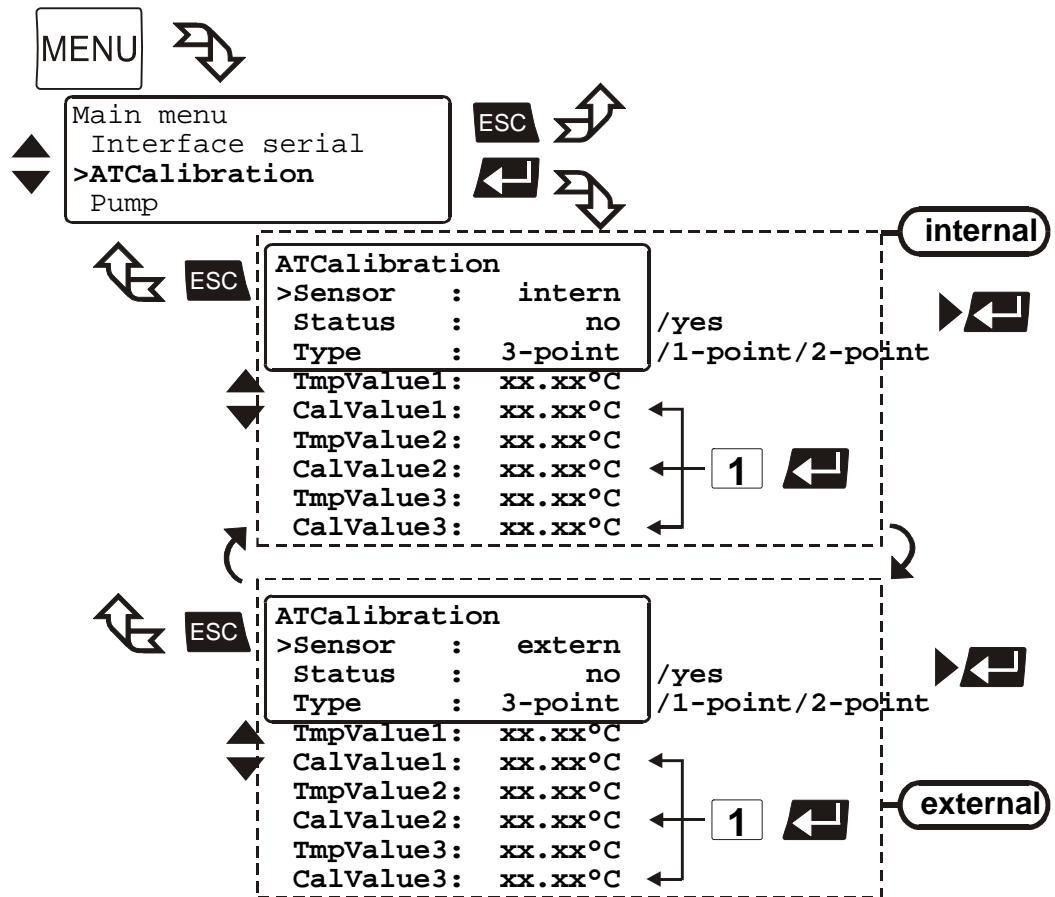 MENU
Main menu
Interface serial
>ATCalibration
Pump
ESC
internal
ESC
ATCalibration
>Sensor : intern
Status : no /yes
Type : 3-point /1-point/2-point
TmpValue1: xx.xx°C
CalValue1: xx.xx°C
TmpValue2: xx.xx°C
CalValue2: xx.xx°C 1
TmpValue3: xx.xx°C
CalValue3: xx.xx°C
ESC
ATCalibration
>Sensor : extern
Status : no /yes
Type : 3-point /1-point/2-point
TmpValue1: xx.xx°C
CalValue1: xx.xx°C
TmpValue2: xx.xx°C
CalValue2: xx.xx°C 1
TmpValue3: xx.xx°C
CalValue3: xx.xx°C
external